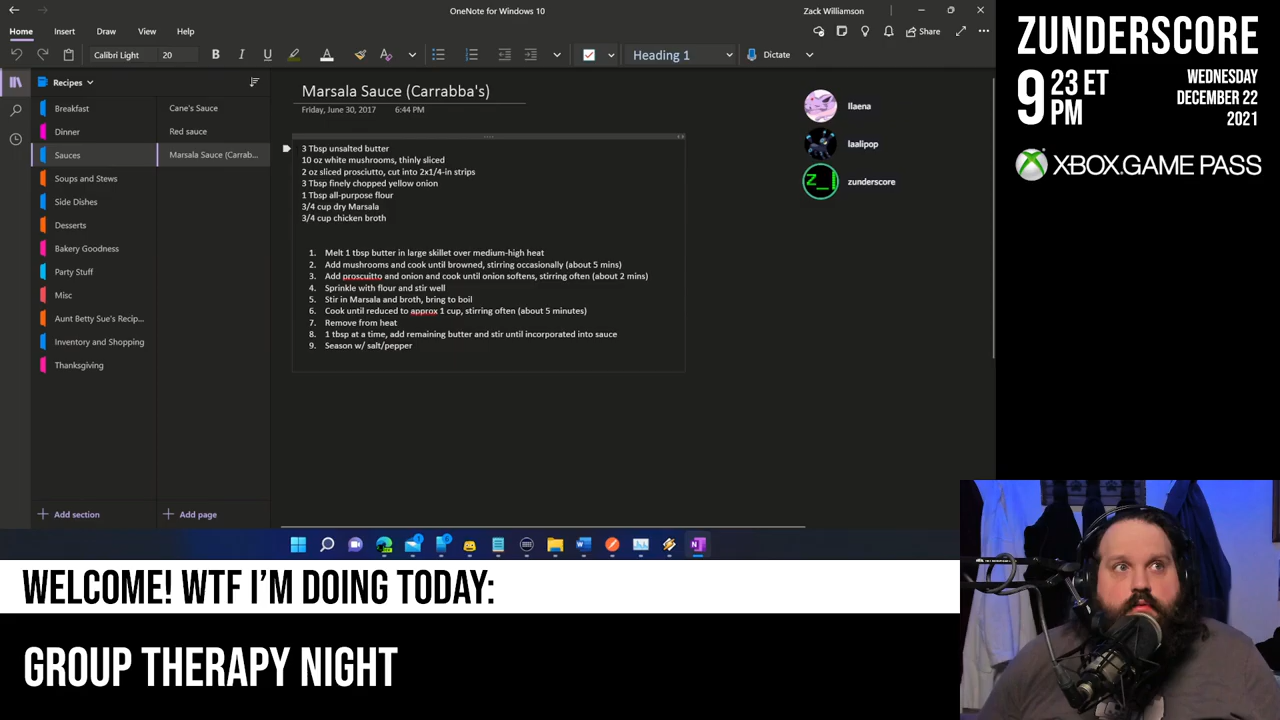 OneNote for Windows 10
Zack Williamson
Home
Insert
Draw
View
Help
Share
Calibri Light
20
B
I
U
A
Heading 1
Dictate
Recipes
Breakfast
Dinner
Sauces
Soups and Stews
Side Dishes
Desserts
Bakery Goodness
Party Stuff
Misc
Aunt Betty Sue's Recip...
Inventory and Shopping
Thanksgiving
Add section
Cane's Sauce
Red sauce
Marsala Sauce (Carrab...
Add page
Marsala Sauce (Carrabba's)
Friday, June 30, 2017 6:44 PM
3 Tbsp unsalted butter
10 oz white mushrooms, thinly sliced
2 oz sliced prosciutto, cut into 2x1/4-in strips
3 Tbsp finely chopped yellow onion
1 Tbsp all-purpose flour
3/4 cup dry Marsala
3/4 cup chicken broth
1. Melt 1 tbsp butter in large skillet over medium-high heat
2. Add mushrooms and cook until browned, stirring occasionally (about 5 mins)
3. Add proscuitto and onion and cook until onion softens, stirring often (about 2 mins)
4. Sprinkle with flour and stir well
5. Stir in Marsala and broth, bring to boil
6. Cook until reduced to approx 1 cup, stirring often (about 5 minutes)
7. Remove from heat
8. 1 tbsp at a time, add remaining butter and stir until incorporated into sauce
9. Season w/ salt/pepper
llaena
laalipop
zunderscore
Z_
ZUNDERSCORE
9 23 ET
PM
WEDNESDAY
DECEMBER 22
2021
XBOX.GAME PASS
WELCOME! WTF I'M DOING TODAY:
GROUP THERAPY NIGHT